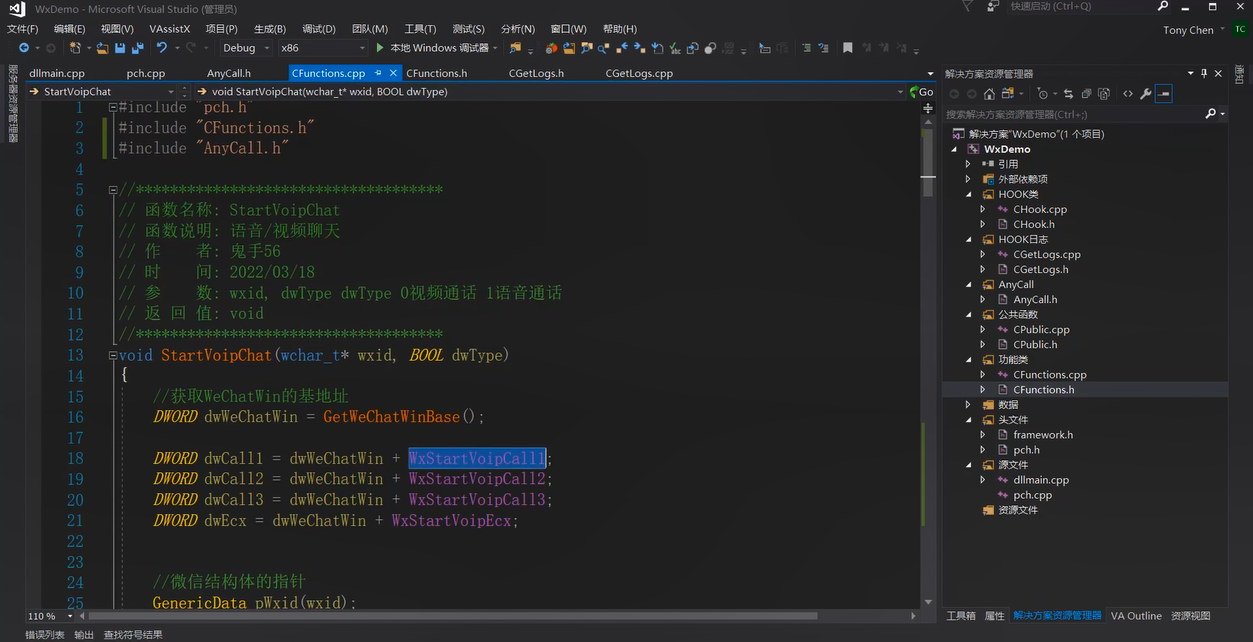 WxDemo - Microsoft Visual Studio (管理员)
快速启动 (Ctrl+Q)
文件(F) 编辑(E) 视图(V) VAssistX 项目(P) 生成(B) 调试(D) 团队(M) 工具(T) 测试(S) 分析(N) 窗口(W) 帮助(H)
Tony Chen TC
Debug x86 本地 Windows 调试器
服务器资源管理器
通知
dllmain.cpp pch.cpp AnyCall.h CFunctions.cpp CFunctions.h CGetLogs.h CGetLogs.cpp
StartVoipChat void StartVoipChat(wchar_t* wxid, BOOL dwType) Go
1 #include "pch.h"
2 #include "CFunctions.h"
3 #include "AnyCall.h"
4
5 //************************************
6 // 函数名称: StartVoipChat
7 // 函数说明: 语音/视频聊天
8 // 作 者: 鬼手56
9 // 时 间: 2022/03/18
10 // 参 数: wxid, dwType dwType 0视频通话 1语音通话
11 // 返 回 值: void
12 //************************************
13 void StartVoipChat(wchar_t* wxid, BOOL dwType)
14 {
15 //获取WeChatWin的基地址
16 DWORD dwWeChatWin = GetWeChatWinBase();
17
18 DWORD dwCall1 = dwWeChatWin + WxStartVoipCall1;
19 DWORD dwCall2 = dwWeChatWin + WxStartVoipCall2;
20 DWORD dwCall3 = dwWeChatWin + WxStartVoipCall3;
21 DWORD dwEcx = dwWeChatWin + WxStartVoipEcx;
22
23
24 //微信结构体的指针
25 GenericData pWxid(wxid);
110 %
解决方案资源管理器
搜索解决方案资源管理器(Ctrl+;)
解决方案"WxDemo"(1 个项目)
WxDemo
引用
外部依赖项
HOOK类
CHook.cpp
CHook.h
HOOK日志
CGetLogs.cpp
CGetLogs.h
AnyCall
AnyCall.h
公共函数
CPublic.cpp
CPublic.h
功能类
CFunctions.cpp
CFunctions.h
数据
头文件
framework.h
pch.h
源文件
dllmain.cpp
pch.cpp
资源文件
工具箱 属性 解决方案资源管理器 VA Outline 资源视图
错误列表 输出 查找符号结果